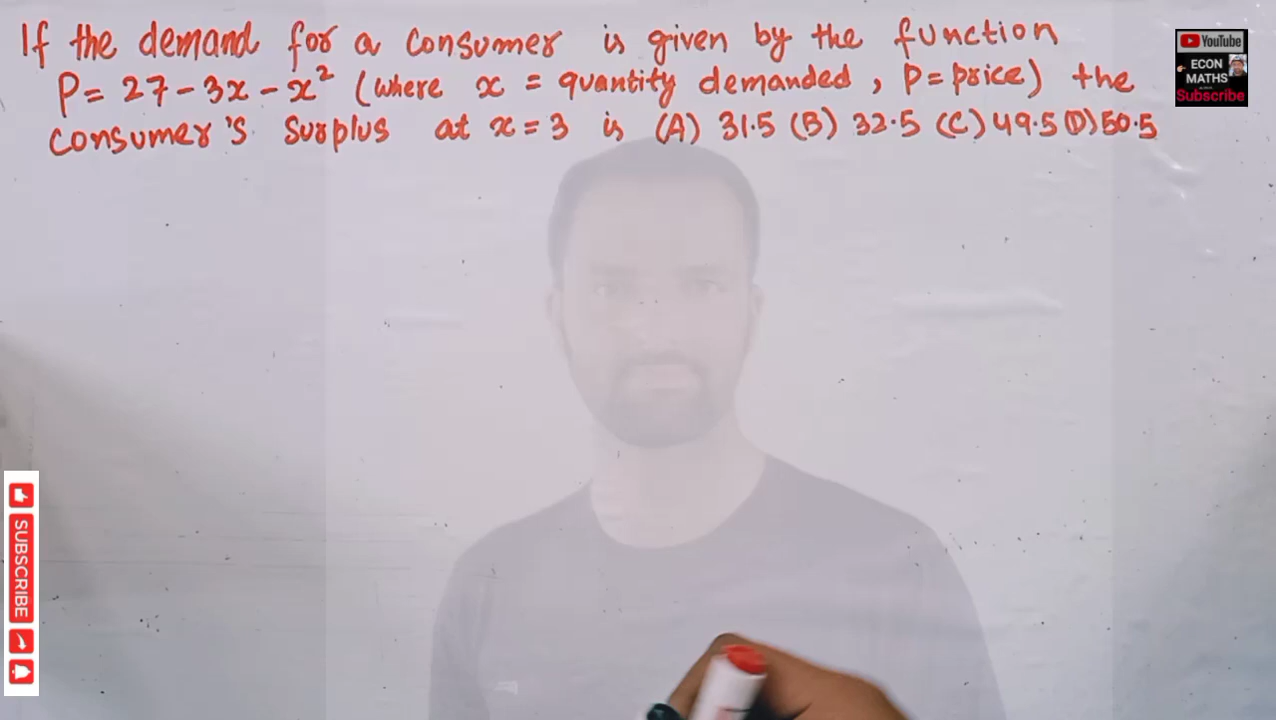 If the demand for a consumer is given by the function
P = 27 - 3x - x² (where x = quantity demanded, P = price) the
consumer's surplus at x = 3 is (A) 31.5 (B) 32.5 (C) 49.5 (D) 50.5
YouTube
ECON
MATHS
Subscribe
SUBSCRIBE